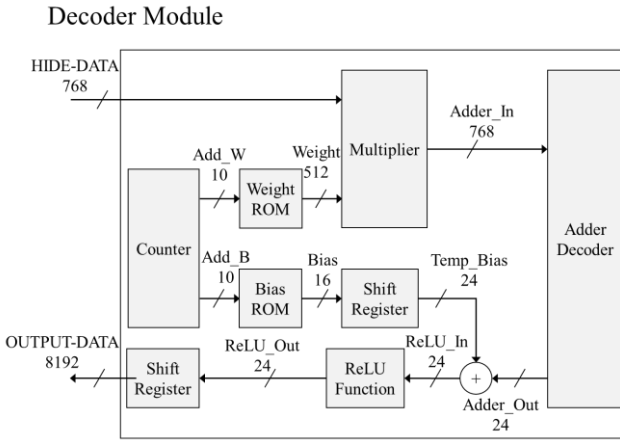 Decoder Module
HIDE-DATA
768
Adder_In
768
Multiplier
Add_W
10
Weight
512
Weight
ROM
Counter
Adder
Decoder
Add_B
10
Bias
16
Temp_Bias
24
Bias
ROM
Shift
Register
OUTPUT-DATA
8192
ReLU_Out
24
ReLU_In
24
Shift
Register
ReLU
Function
+
Adder_Out
24